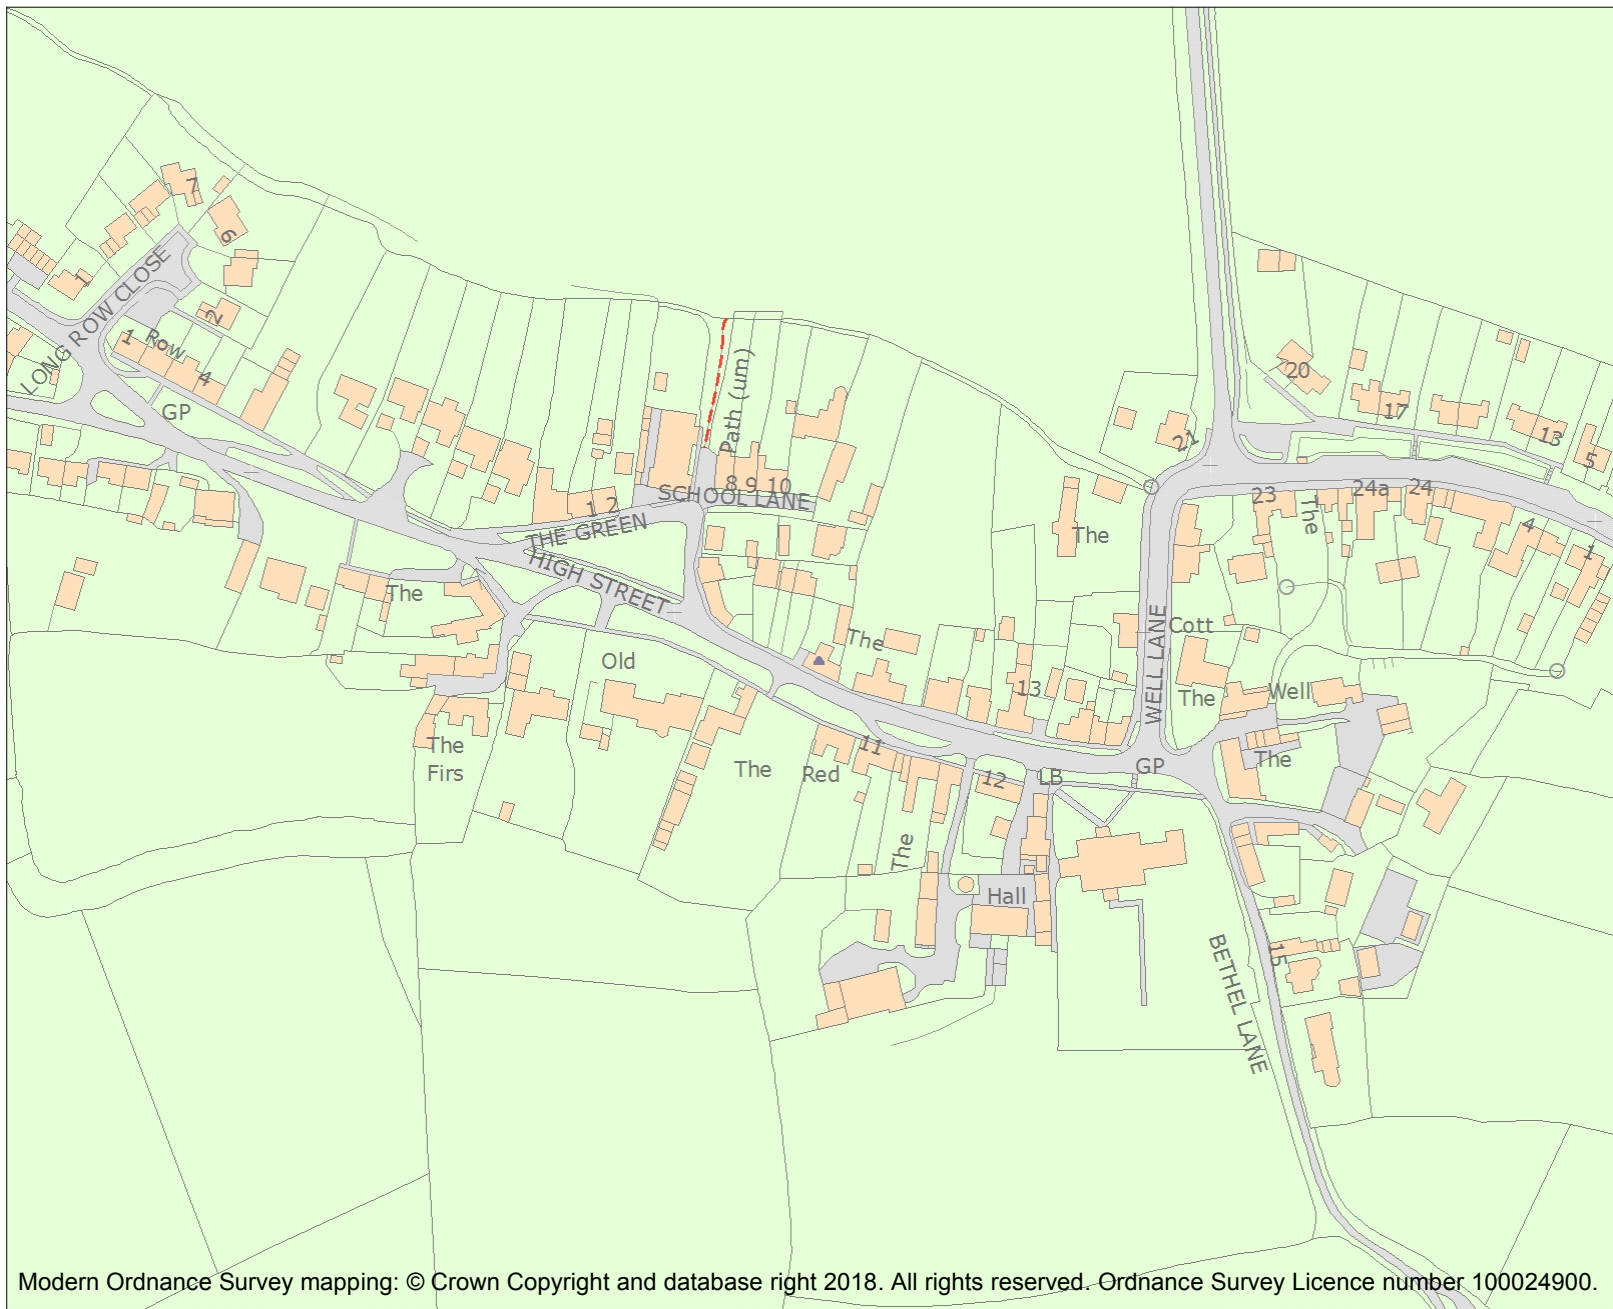 7
6
1
LONG ROW CLOSE
2
1 Row
4
GP
Path (um)
20
17
21
13
5
8 9 10
SCHOOL LANE
1 2
THE GREEN
23
The
24a
24
4
1
The
HIGH STREET
The
The
Cott
WELL LANE
Old
13
The
Well
The
Firs
The
Red
11
12
LB
GP
The
The
Hall
15
BETHEL LANE
Modern Ordnance Survey mapping: © Crown Copyright and database right 2018. All rights reserved. Ordnance Survey Licence number 100024900.